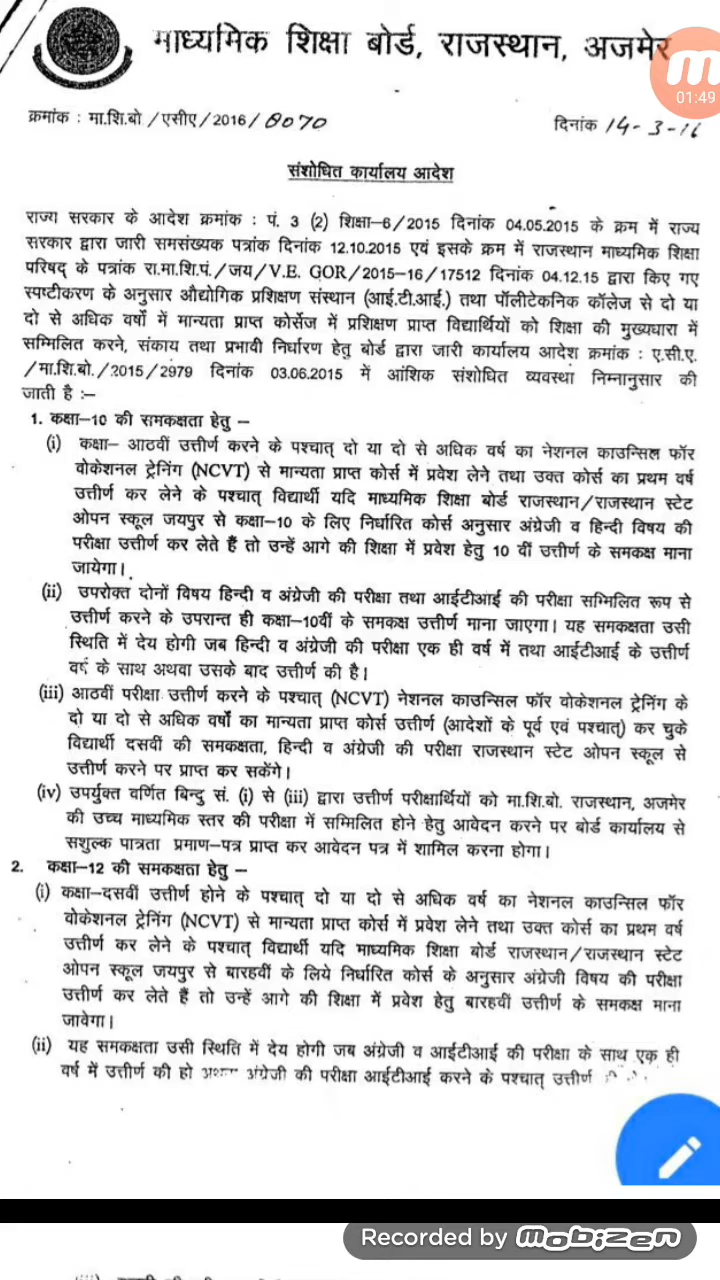 माध्यमिक शिक्षा बोर्ड, राजस्थान, अजमेर
01:49
क्रमांक : मा.शि.बो./एसीए/2016/8070
दिनांक 14-3-16
संशोधित कार्यालय आदेश
राज्य सरकार के आदेश क्रमांक : पं. 3 (2) शिक्षा–6/2015 दिनांक 04.05.2015 के क्रम में राज्य
सरकार द्वारा जारी समसंख्यक पत्रांक दिनांक 12.10.2015 एवं इसके क्रम में राजस्थान माध्यमिक शिक्षा
परिषद् के पत्रांक रा.मा.शि.पं./जय/V.E. GOR/2015–16/17512 दिनांक 04.12.15 द्वारा किए गए
स्पष्टीकरण के अनुसार औद्योगिक प्रशिक्षण संस्थान (आई.टी.आई.) तथा पॉलीटेकनिक कॉलेज से दो या
दो से अधिक वर्षो में मान्यता प्राप्त कोर्सेज में प्रशिक्षण प्राप्त विद्यार्थियों को शिक्षा की मुख्यधारा में
सम्मिलित करने, संकाय तथा प्रभावी निर्धारण हेतु बोर्ड द्वारा जारी कार्यालय आदेश क्रमांक : ए.सी.ए.
/मा.शि.बो./2015/2979 दिनांक 03.06.2015 में आंशिक संशोधित व्यवस्था निम्नानुसार की
जाती है :–
1. कक्षा–10 की समकक्षता हेतु –
(i) कक्षा– आठवीं उत्तीर्ण करने के पश्चात् दो या दो से अधिक वर्ष का नेशनल काउन्सिल फॉर
वोकेशनल ट्रेनिंग (NCVT) से मान्यता प्राप्त कोर्स में प्रवेश लेने तथा उक्त कोर्स का प्रथम वर्ष
उत्तीर्ण कर लेने के पश्चात् विद्यार्थी यदि माध्यमिक शिक्षा बोर्ड राजस्थान/राजस्थान स्टेट
ओपन स्कूल जयपुर से कक्षा–10 के लिए निर्धारित कोर्स अनुसार अंग्रेजी व हिन्दी विषय की
परीक्षा उत्तीर्ण कर लेते हैं तो उन्हें आगे की शिक्षा में प्रवेश हेतु 10 वीं उत्तीर्ण के समकक्ष माना
जायेगा।
(ii) उपरोक्त दोनों विषय हिन्दी व अंग्रेजी की परीक्षा तथा आईटीआई की परीक्षा सम्मिलित रूप से
उत्तीर्ण करने के उपरान्त ही कक्षा–10वीं के समकक्ष उत्तीर्ण माना जाएगा। यह समकक्षता उसी
स्थिति में देय होगी जब हिन्दी व अंग्रेजी की परीक्षा एक ही वर्ष में तथा आईटीआई के उत्तीर्ण
वर्ष के साथ अथवा उसके बाद उत्तीर्ण की है।
(iii) आठवीं परीक्षा उत्तीर्ण करने के पश्चात् (NCVT) नेशनल काउन्सिल फॉर वोकेशनल ट्रेनिंग के
दो या दो से अधिक वर्षो का मान्यता प्राप्त कोर्स उत्तीर्ण (आदेशों के पूर्व एवं पश्चात्) कर चुके
विद्यार्थी दसवीं की समकक्षता, हिन्दी व अंग्रेजी की परीक्षा राजस्थान स्टेट ओपन स्कूल से
उत्तीर्ण करने पर प्राप्त कर सकेंगे।
(iv) उपर्युक्त वर्णित बिन्दु सं. (i) से (iii) द्वारा उत्तीर्ण परीक्षार्थियों को मा.शि.बो. राजस्थान, अजमेर
की उच्च माध्यमिक स्तर की परीक्षा में सम्मिलित होने हेतु आवेदन करने पर बोर्ड कार्यालय से
सशुल्क पात्रता प्रमाण–पत्र प्राप्त कर आवेदन पत्र में शामिल करना होगा।
2. कक्षा–12 की समकक्षता हेतु –
(i) कक्षा–दसवीं उत्तीर्ण होने के पश्चात् दो या दो से अधिक वर्ष का नेशनल काउन्सिल फॉर
वोकेशनल ट्रेनिंग (NCVT) से मान्यता प्राप्त कोर्स में प्रवेश लेने तथा उक्त कोर्स का प्रथम वर्ष
उत्तीर्ण कर लेने के पश्चात् विद्यार्थी यदि माध्यमिक शिक्षा बोर्ड राजस्थान/राजस्थान स्टेट
ओपन स्कूल जयपुर से बारहवीं के लिये निर्धारित कोर्स के अनुसार अंग्रेजी विषय की परीक्षा
उत्तीर्ण कर लेते हैं तो उन्हें आगे की शिक्षा में प्रवेश हेतु बारहवीं उत्तीर्ण के समकक्ष माना
जावेगा।
(ii) यह समकक्षता उसी स्थिति में देय होगी जब अंग्रेजी व आईटीआई की परीक्षा के साथ एक ही
वर्ष में उत्तीर्ण की हो अथवा अंग्रेजी की परीक्षा आईटीआई करने के पश्चात् उत्तीर्ण
Recorded by mobizen